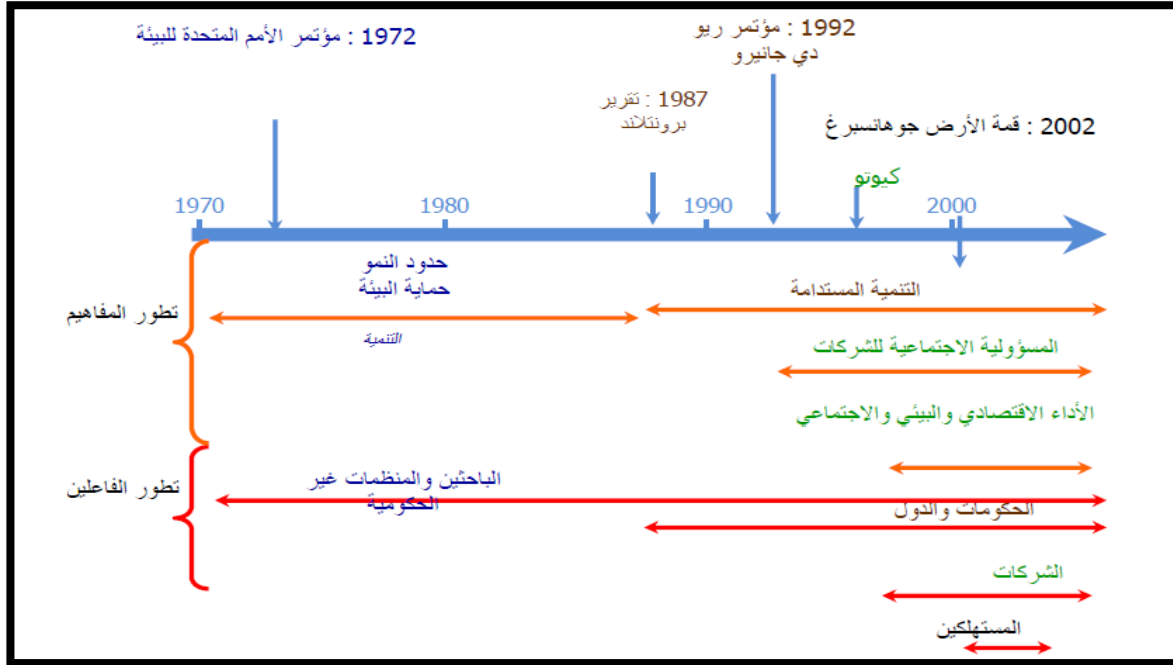 1972 : مؤتمر الأمم المتحدة للبيئة
1992 : مؤتمر ريو
دي جانيرو
1987 : تقرير
برونتلاند
2002 : قمة الأرض جوهانسبرغ
كيوتو
1970
1980
1990
2000
حدود النمو
حماية البيئة
التنمية
التنمية المستدامة
تطور المفاهيم
المسؤولية الاجتماعية للشركات
الأداء الاقتصادي والبيئي والاجتماعي
تطور الفاعلين
الباحثين والمنظمات غير
الحكومية
الحكومات والدول
الشركات
المستهلكين